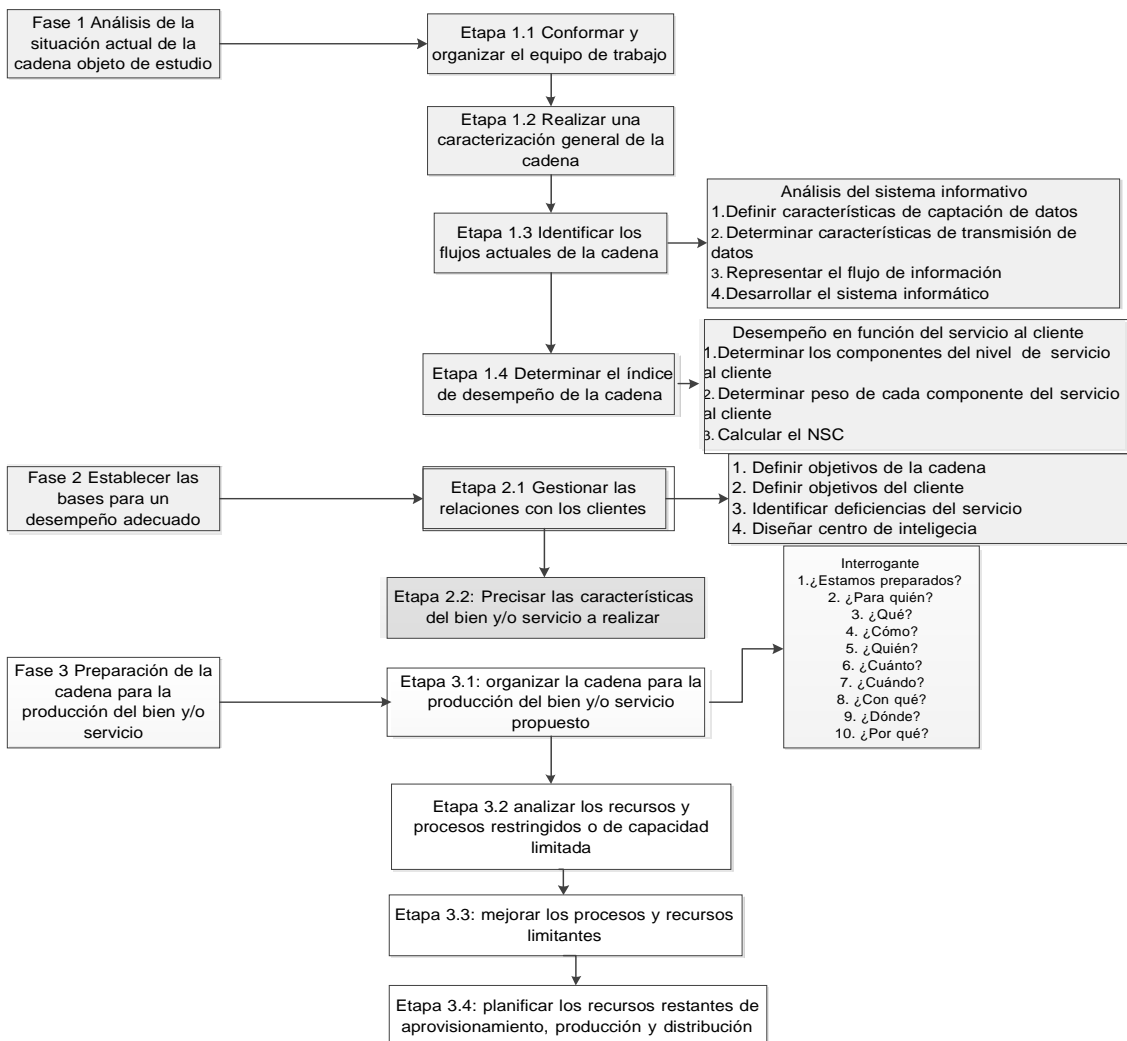 Fase 1 Análisis de la
situación actual de la
cadena objeto de estudio
Etapa 1.1 Conformar y
organizar el equipo de trabajo
Etapa 1.2 Realizar una
caracterización general de la
cadena
Etapa 1.3 Identificar los
flujos actuales de la cadena
Análisis del sistema informativo
1.Definir características de captación de datos
2. Determinar características de transmisión de
datos
3. Representar el flujo de información
4.Desarrollar el sistema informático
Etapa 1.4 Determinar el índice
de desempeño de la cadena
Desempeño en función del servicio al cliente
1.Determinar los componentes del nivel de servicio
al cliente
2. Determinar peso de cada componente del servicio
al cliente
3. Calcular el NSC
Fase 2 Establecer las
bases para un
desempeño adecuado
Etapa 2.1 Gestionar las
relaciones con los clientes
1. Definir objetivos de la cadena
2. Definir objetivos del cliente
3. Identificar deficiencias del servicio
4. Diseñar centro de inteligecia
Etapa 2.2: Precisar las características
del bien y/o servicio a realizar
Interrogante
1.¿Estamos preparados?
2. ¿Para quién?
3. ¿Qué?
4. ¿Cómo?
5. ¿Quién?
6. ¿Cuánto?
7. ¿Cuándo?
8. ¿Con qué?
9. ¿Dónde?
10. ¿Por qué?
Fase 3 Preparación de la
cadena para la
producción del bien y/o
servicio
Etapa 3.1: organizar la cadena para la
producción del bien y/o servicio
propuesto
Etapa 3.2 analizar los recursos y
procesos restringidos o de capacidad
limitada
Etapa 3.3: mejorar los procesos y recursos
limitantes
Etapa 3.4: planificar los recursos restantes de
aprovisionamiento, producción y distribución